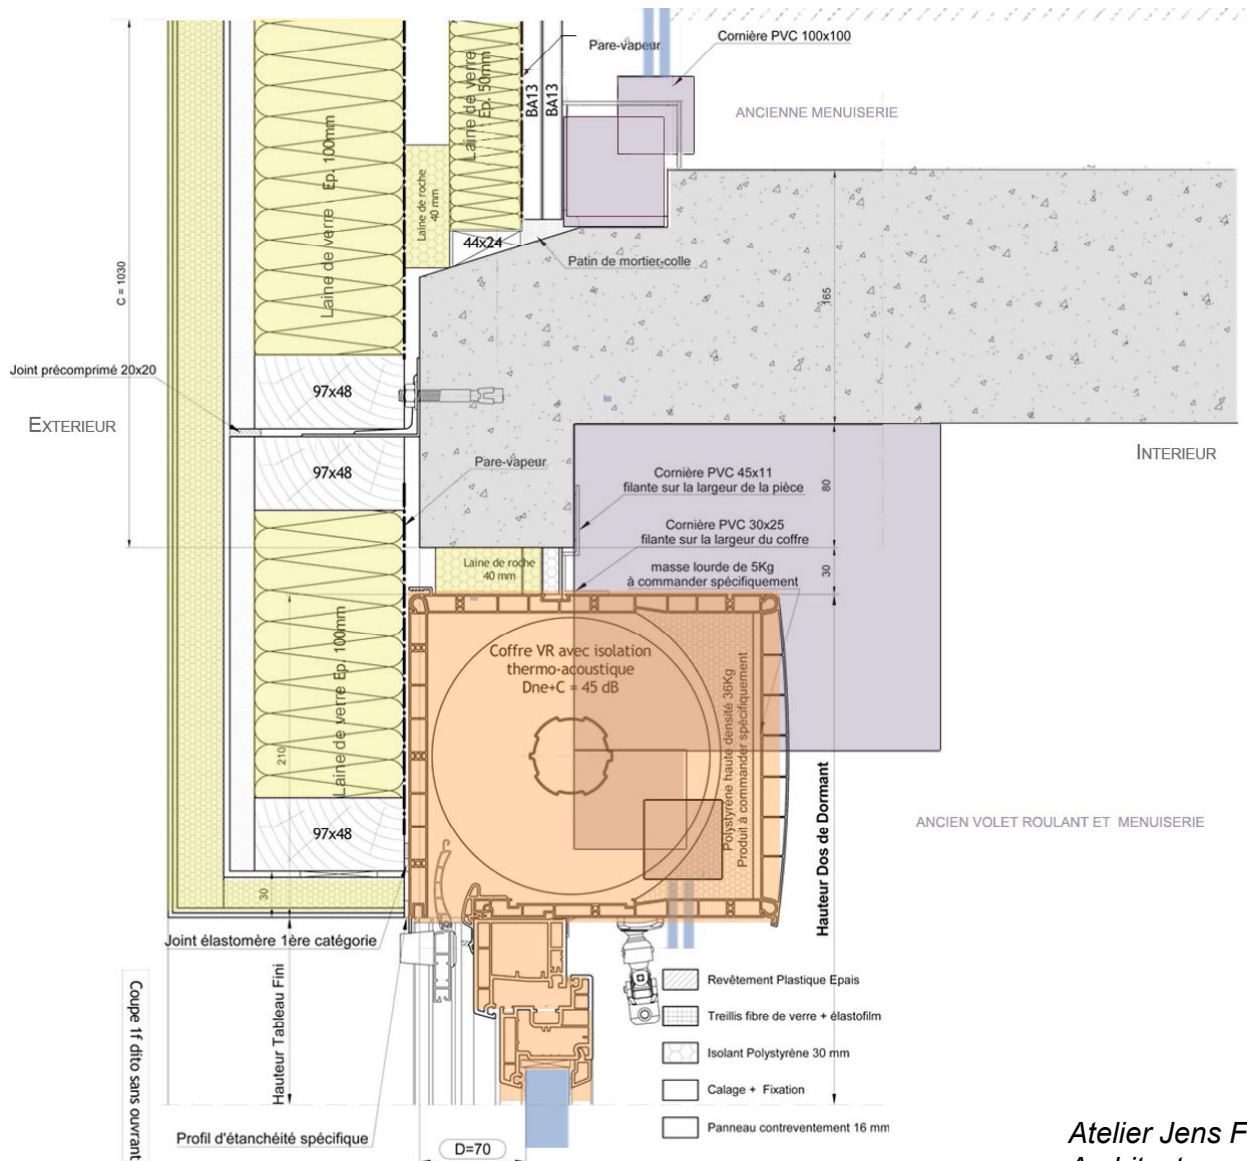 Cornière PVC 100x100
Pare-vapeur
Laine de verre
Ep. 50mm
BA13
BA13
ANCIENNE MENUISERIE
Laine de verre Ep. 100mm
Laine de roche
40 mm
44x24
Patin de mortier-colle
C = 1030
165
Joint précomprimé 20x20
97x48
EXTERIEUR
INTERIEUR
97x48
Pare-vapeur
Cornière PVC 45x11
filante sur la largeur de la pièce
80
Cornière PVC 30x25
filante sur la largeur du coffre
Laine de roche
40 mm
masse lourde de 5Kg
à commander spécifiquement
30
Laine de verre Ep. 100mm
210
Coffre VR avec isolation
thermo-acoustique
Dne+C = 45 dB
Polystyrène haute densité 36Kg
Produit à commander spécifiquement
Hauteur Dos de Dormant
97x48
ANCIEN VOLET ROULANT ET MENUISERIE
30
Joint élastomère 1ère catégorie
Hauteur Tableau Fini
Coupe 1f dito sans ouvrant
Revêtement Plastique Epais
Treillis fibre de verre + élastofilm
Isolant Polystyrène 30 mm
Calage + Fixation
Panneau contreventement 16 mm
Profil d'étanchéité spécifique
D=70
Atelier Jens F